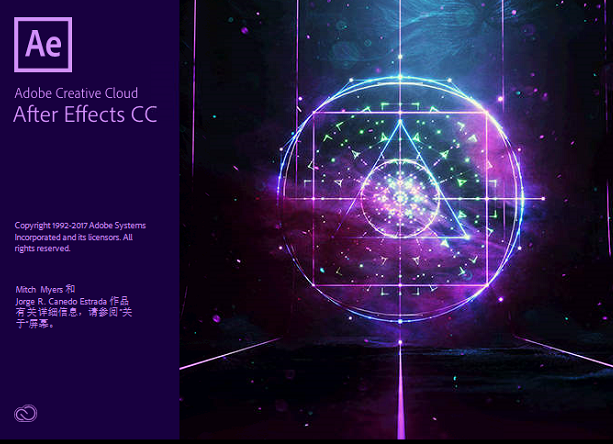 Ae
Adobe Creative Cloud
After Effects CC
Copyright 1992-2017 Adobe Systems
Incorporated and its licensors. All
rights reserved.
Mitch Myers 和
Jorge R. Canedo Estrada 作品
有关详细信息，请参阅“关
于”屏幕。